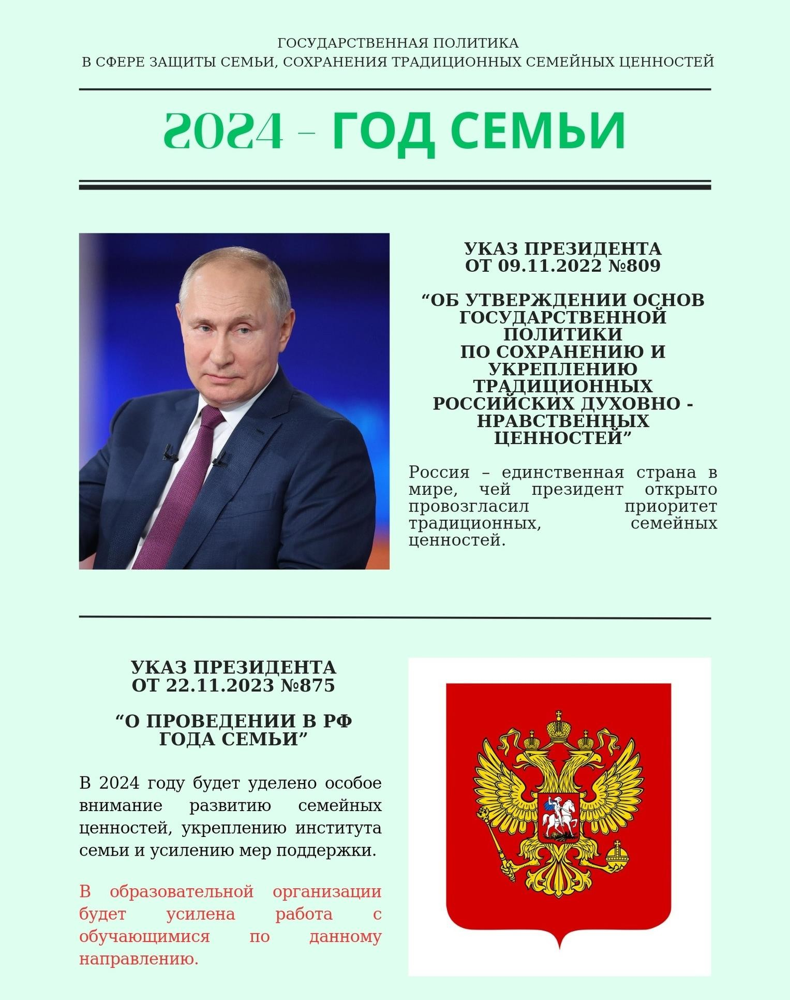 ГОСУДАРСТВЕННАЯ ПОЛИТИКА
В СФЕРЕ ЗАЩИТЫ СЕМЬИ, СОХРАНЕНИЯ ТРАДИЦИОННЫХ СЕМЕЙНЫХ ЦЕННОСТЕЙ
2024 – ГОД СЕМЬИ
УКАЗ ПРЕЗИДЕНТА
ОТ 09.11.2022 №809
“ОБ УТВЕРЖДЕНИИ ОСНОВ
ГОСУДАРСТВЕННОЙ
ПОЛИТИКИ
ПО СОХРАНЕНИЮ И
УКРЕПЛЕНИЮ
ТРАДИЦИОННЫХ
РОССИЙСКИХ ДУХОВНО -
НРАВСТВЕННЫХ
ЦЕННОСТЕЙ”
Россия – единственная страна в
мире, чей президент открыто
провозгласил приоритет
традиционных, семейных
ценностей.
УКАЗ ПРЕЗИДЕНТА
ОТ 22.11.2023 №875
“О ПРОВЕДЕНИИ В РФ
ГОДА СЕМЬИ”
В 2024 году будет уделено особое
внимание развитию семейных
ценностей, укреплению института
семьи и усилению мер поддержки.
В образовательной организации
будет усилена работа с
обучающимися по данному
направлению.